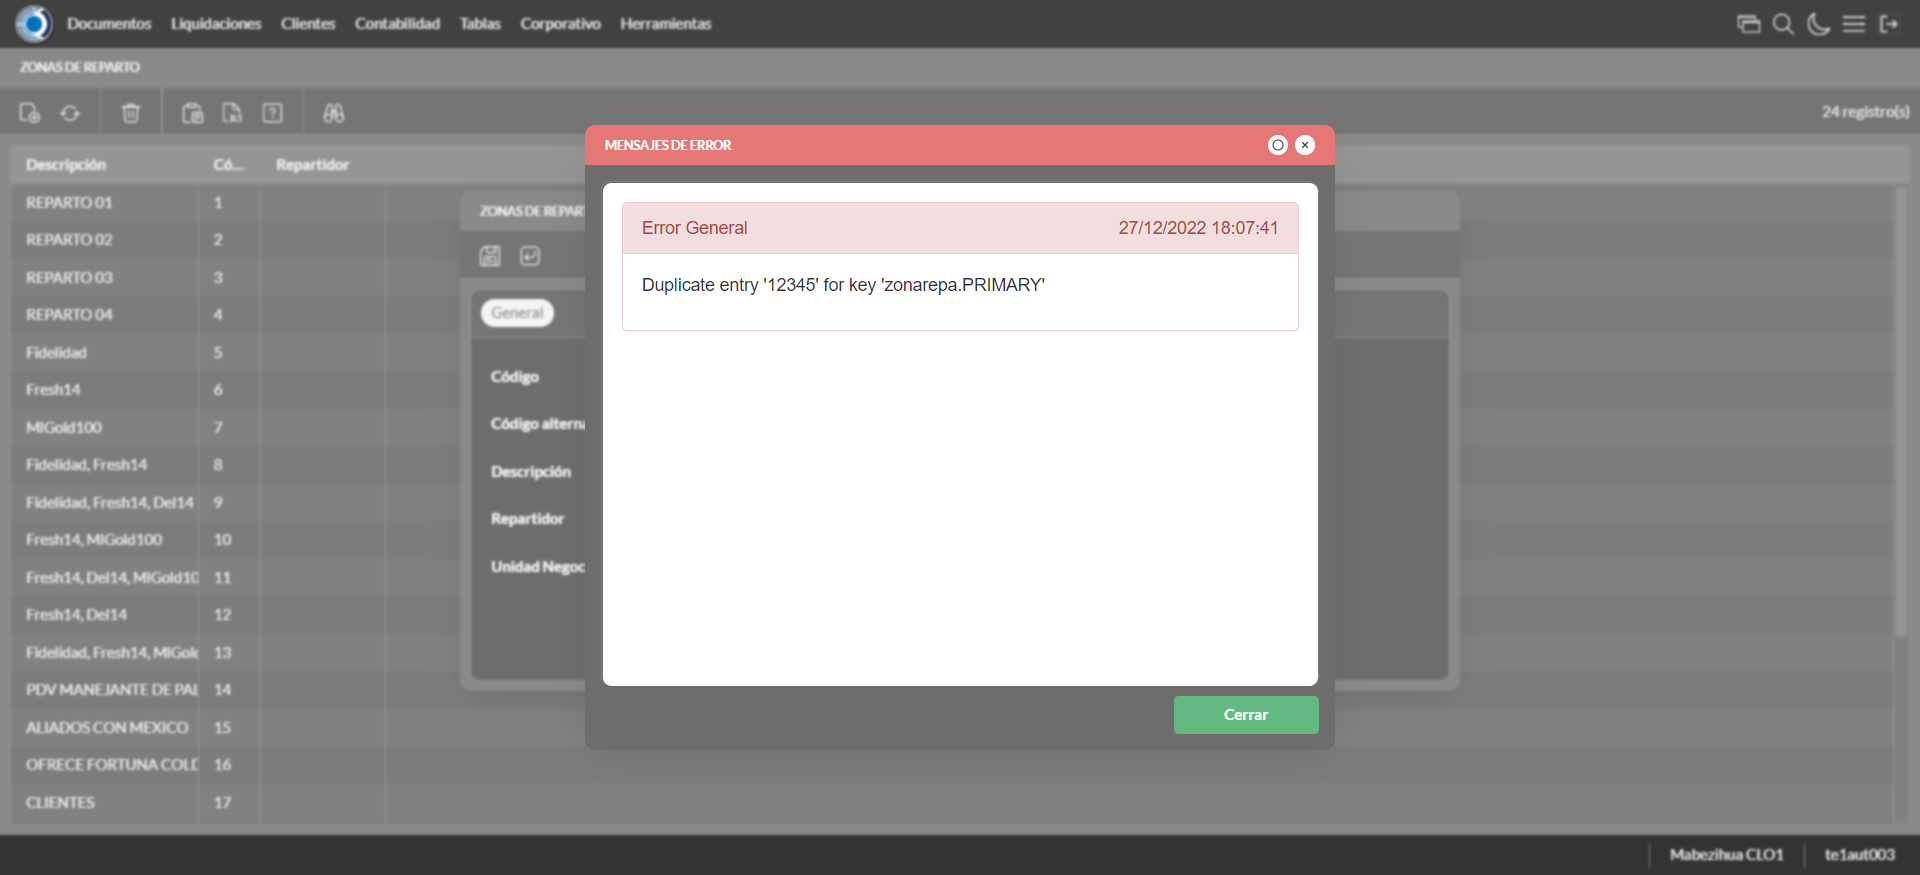 Documentos Liquidaciones Clientes Contabilidad Tablas Corporativo Herramientas
ZONAS DE REPARTO
24 registro(s)
Descripción Có... Repartidor
REPARTO 01 1
REPARTO 02 2
REPARTO 03 3
REPARTO 04 4
Fidelidad 5
Fresh14 6
MIGold100 7
Fidelidad, Fresh14 8
Fidelidad, Fresh14, Del14 9
Fresh14, MIGold100 10
Fresh14, Del14, MIGold10 11
Fresh14, Del14 12
Fidelidad, Fresh14, MIGol 13
PDV MANEJANTE DE PAL 14
ALIADOS CON MEXICO 15
OFRECE FORTUNA COLD 16
CLIENTES 17
ZONAS DE REPAR
General
Código
Código altern
Descripción
Repartidor
Unidad Negoc
MENSAJES DE ERROR
Error General 27/12/2022 18:07:41
Duplicate entry '12345' for key 'zonarepa.PRIMARY'
Cerrar
Mabezihua CLO1 te1aut003